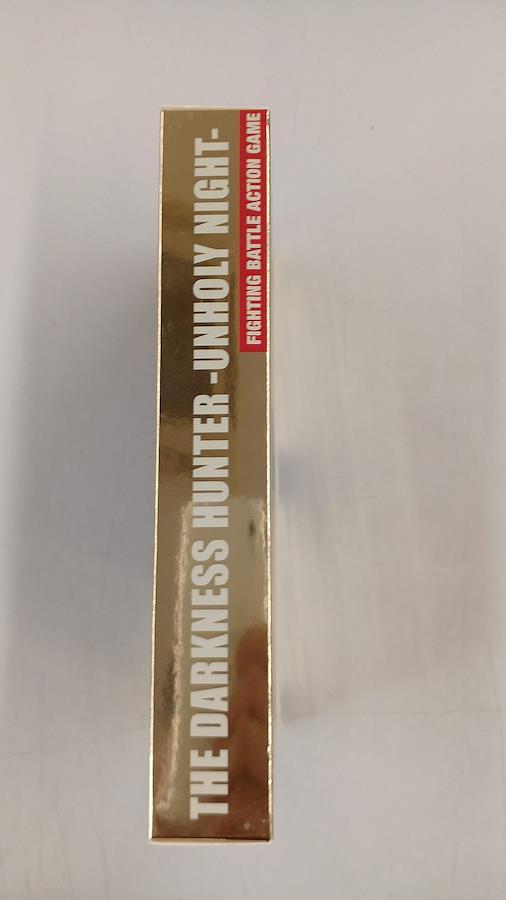 THE DARKNESS HUNTER -UNHOLY NIGHT-
FIGHTING BATTLE ACTION GAME